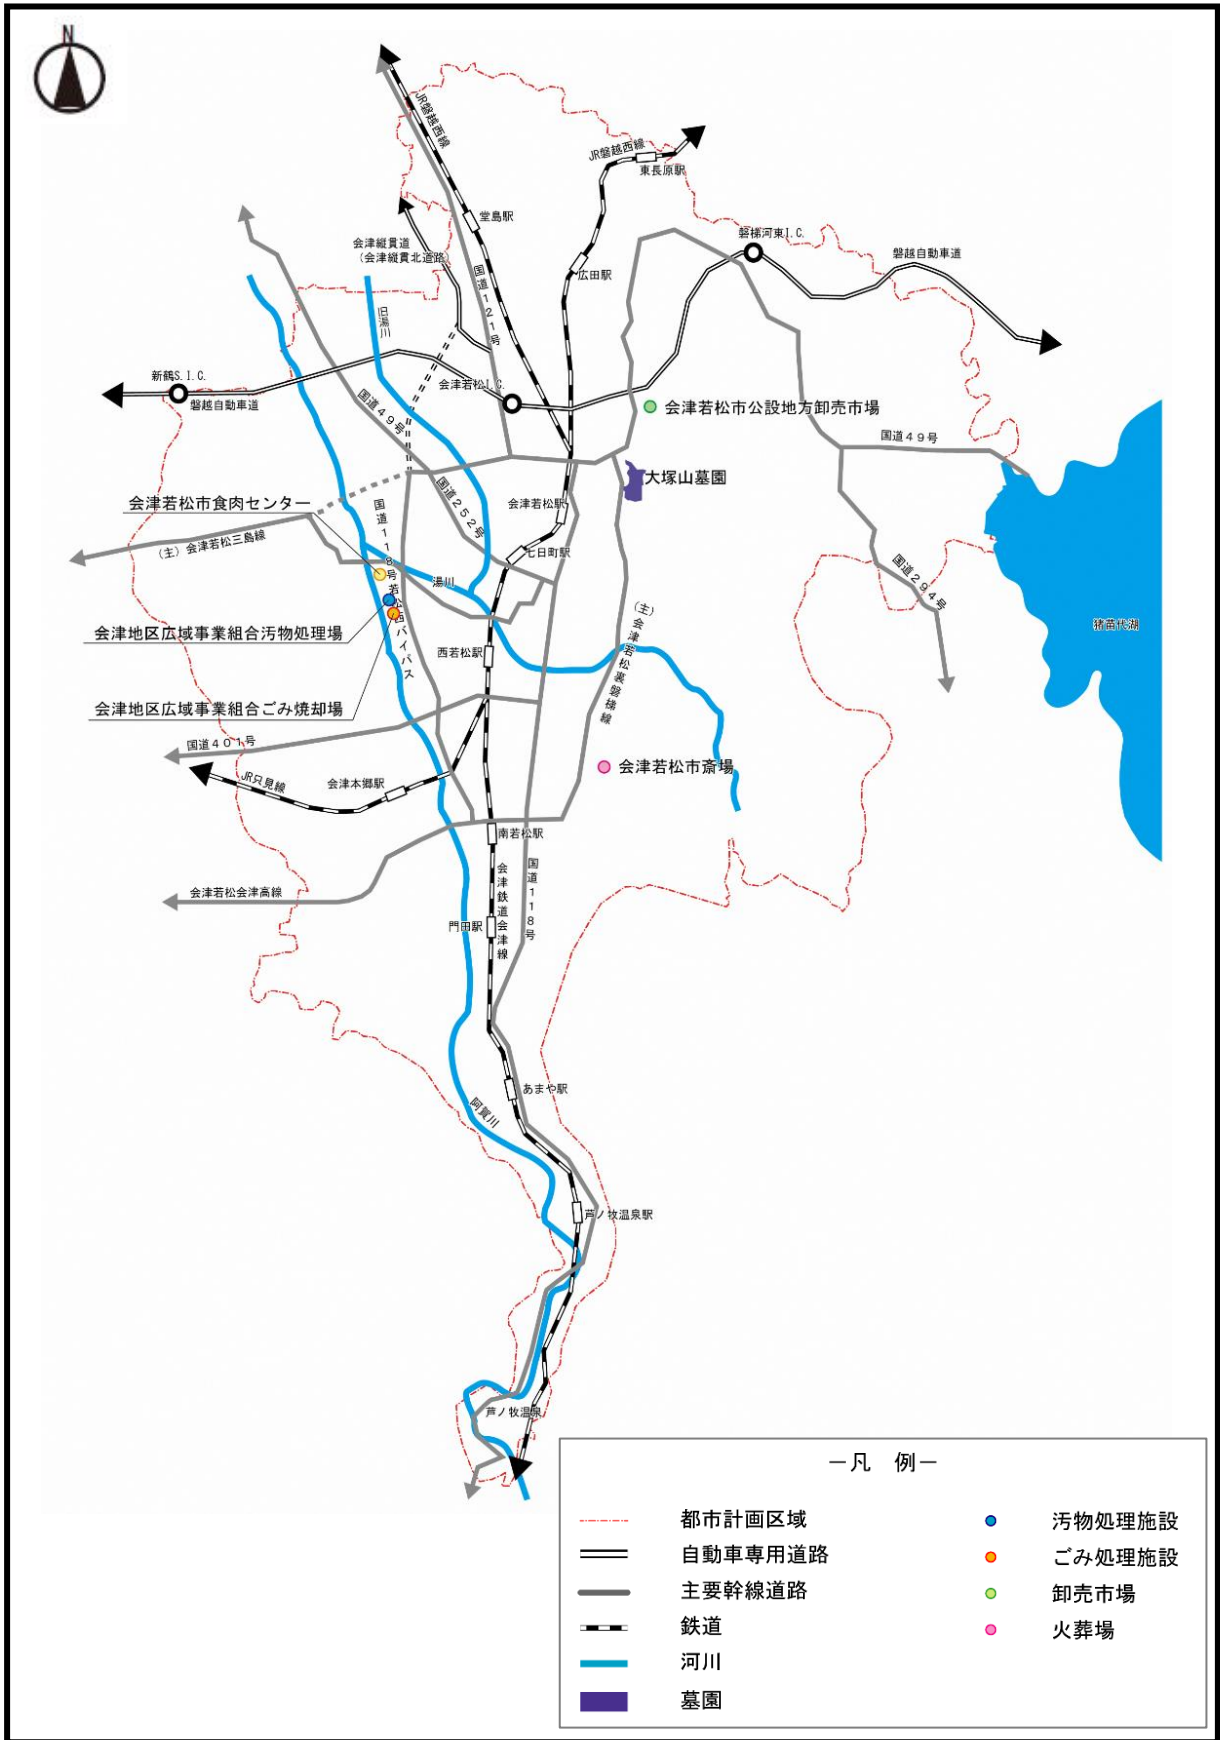 N
JR磐越西線
JR磐越西線
東長原駅
堂島駅
磐梯河東I.C.
会津縦貫道
(会津縦貫北道路)
磐越自動車道
広田駅
国道121号
旧湯川
新鶴S.I.C.
会津若松I.C.
磐越自動車道
会津若松市公設地方卸売市場
国道49号
国道49号
大塚山墓園
会津若松市食肉センター
国道252号
会津若松駅
国道118号若松西バイパス
(主)会津若松三島線
七日町駅
湯川
国道294号
(主)会津若松裏磐梯線
猪苗代湖
会津地区広域事業組合汚物処理場
西若松駅
会津地区広域事業組合ごみ焼却場
国道401号
会津若松市斎場
JR只見線
会津本郷駅
南若松駅
国道118号
会津鉄道会津線
会津若松会津高線
門田駅
あまや駅
阿賀川
芦ノ牧温泉駅
芦ノ牧温泉
－凡　例－
都市計画区域
自動車専用道路
主要幹線道路
鉄道
河川
墓園
汚物処理施設
ごみ処理施設
卸売市場
火葬場